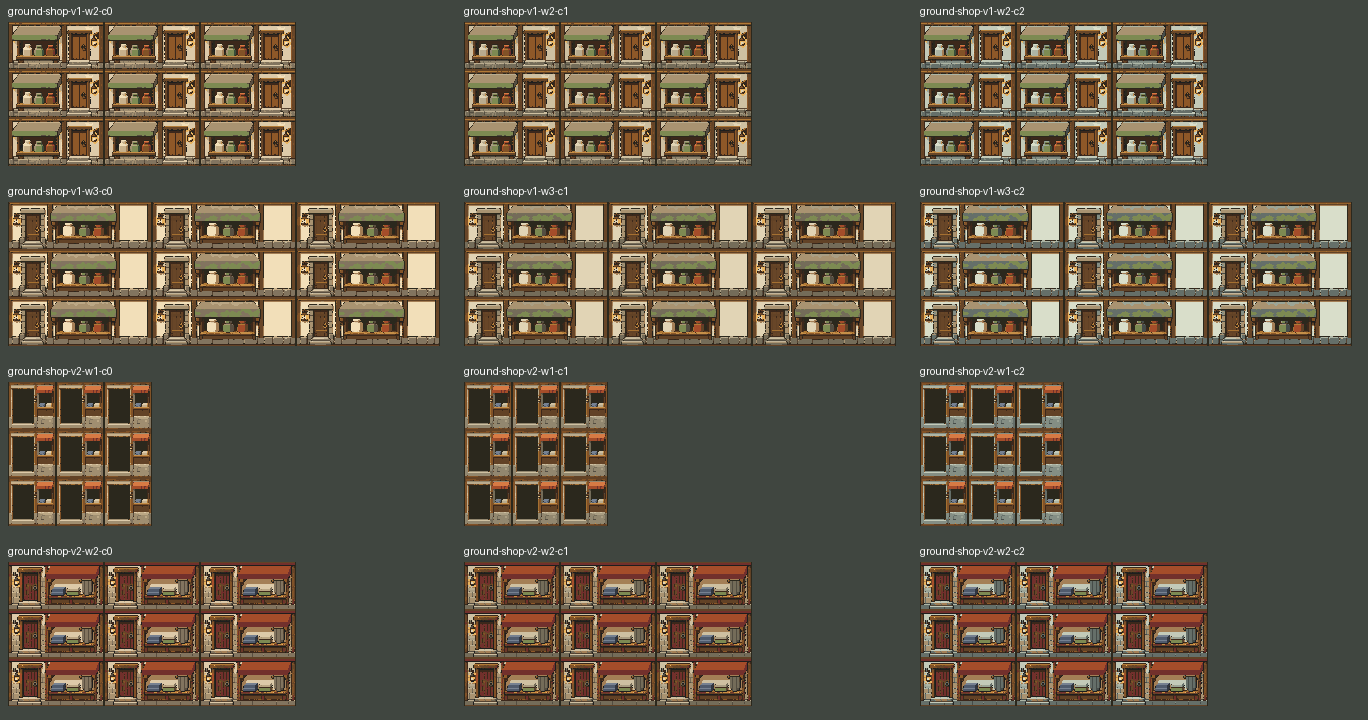 ground-shop-v1-w2-c0
ground-shop-v1-w2-c1
ground-shop-v1-w2-c2
ground-shop-v1-w3-c0
ground-shop-v1-w3-c1
ground-shop-v1-w3-c2
ground-shop-v2-w1-c0
ground-shop-v2-w1-c1
ground-shop-v2-w1-c2
ground-shop-v2-w2-c0
ground-shop-v2-w2-c1
ground-shop-v2-w2-c2